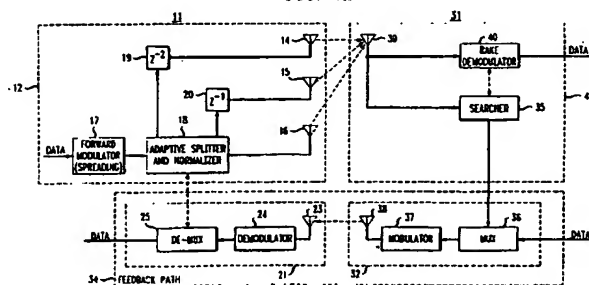 11
31
19
Z-2
14
30
40
RAKE
DEMODULATOR
DATA
12
20
Z-1
15
SEARCHER
35
17
18
16
DATA
FORWARD
MODULATOR
(SPREADING)
ADAPTIVE SPLITTER
AND NORMALIZER
25
24
23
38
37
36
DATA
DE-MUX
DEMODULATOR
MODULATOR
MUX
DATA
21
32
34
FEEDBACK PATH